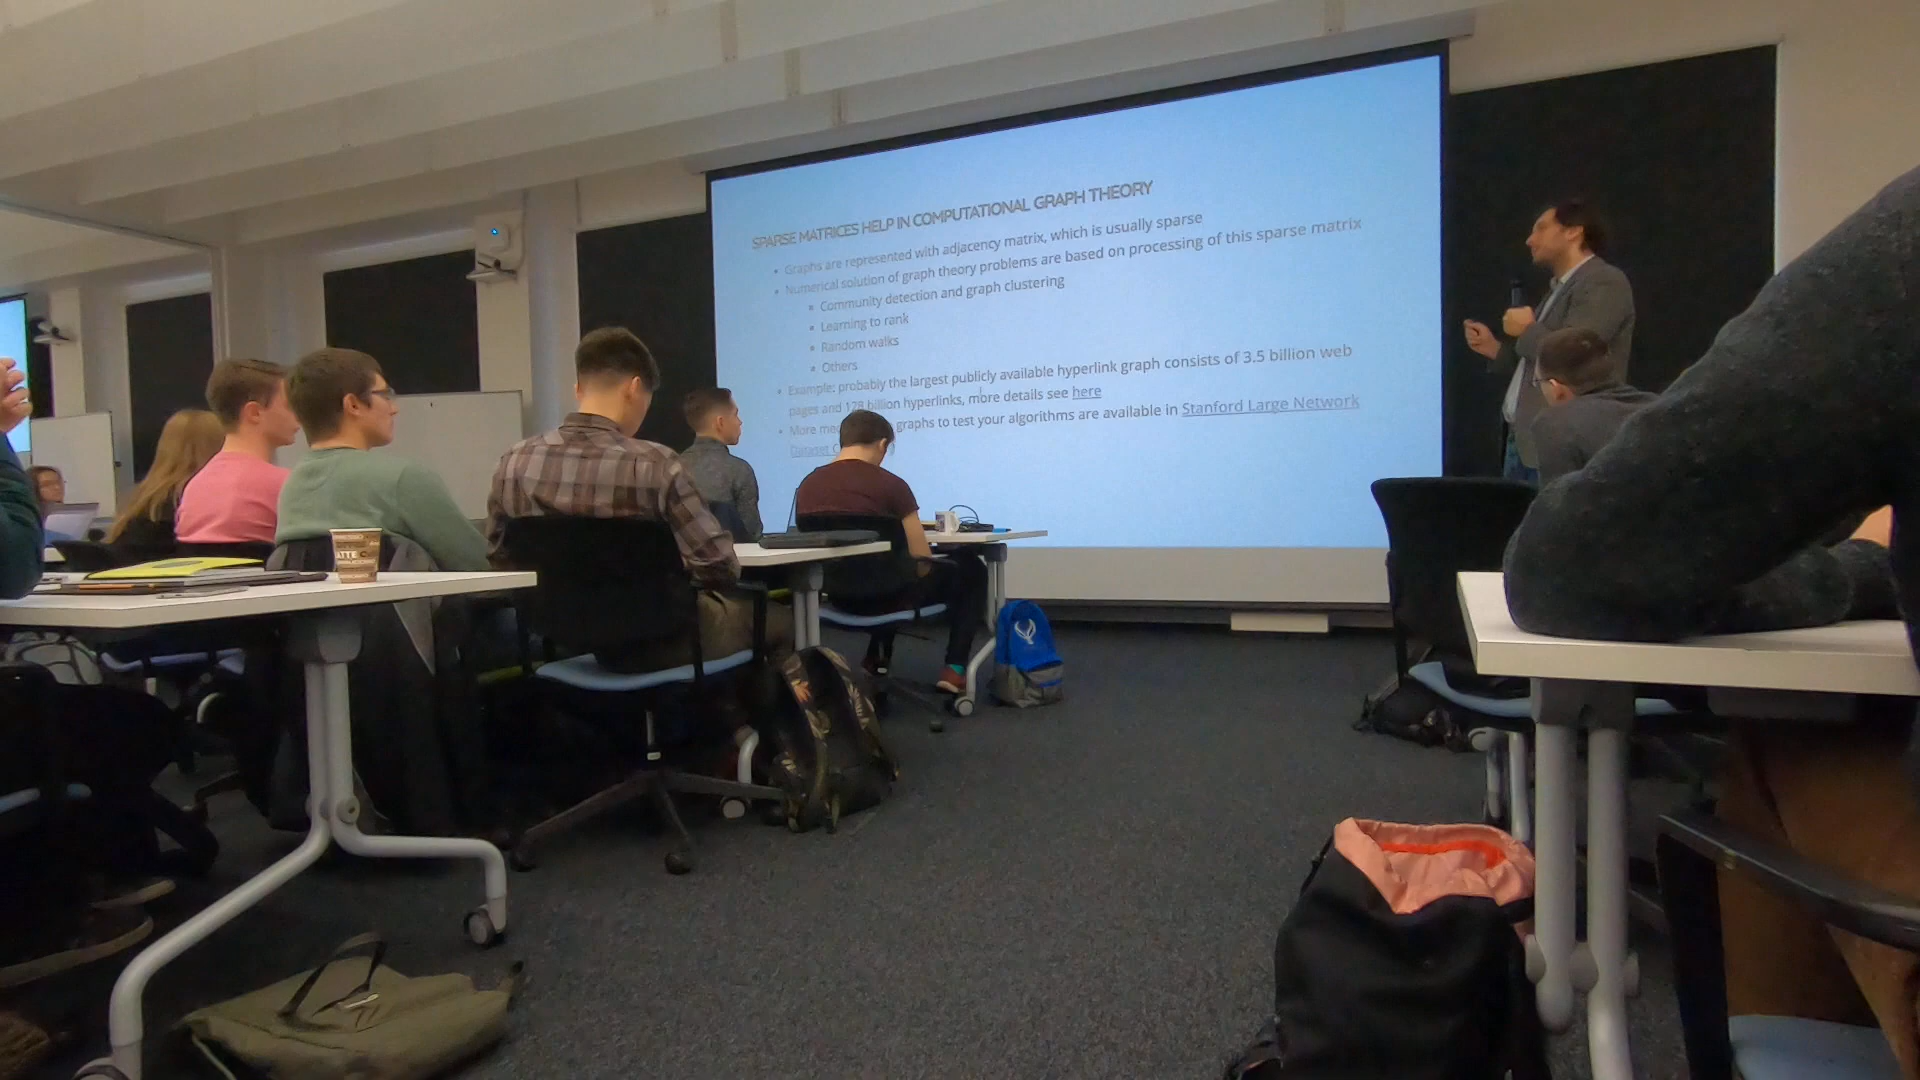 SPARSE MATRICES HELP IN COMPUTATIONAL GRAPH THEORY
Graphs are represented with adjacency matrix, which is usually sparse
Numerical solution of graph theory problems are based on processing of this sparse matrix
Community detection and graph clustering
Learning to rank
Random walks
Others
Example: probably the largest publicly available hyperlink graph consists of 3.5 billion web
pages and 128 billion hyperlinks, more details see here
More graphs to test your algorithms are available in Stanford Large Network
Dataset
ATTE